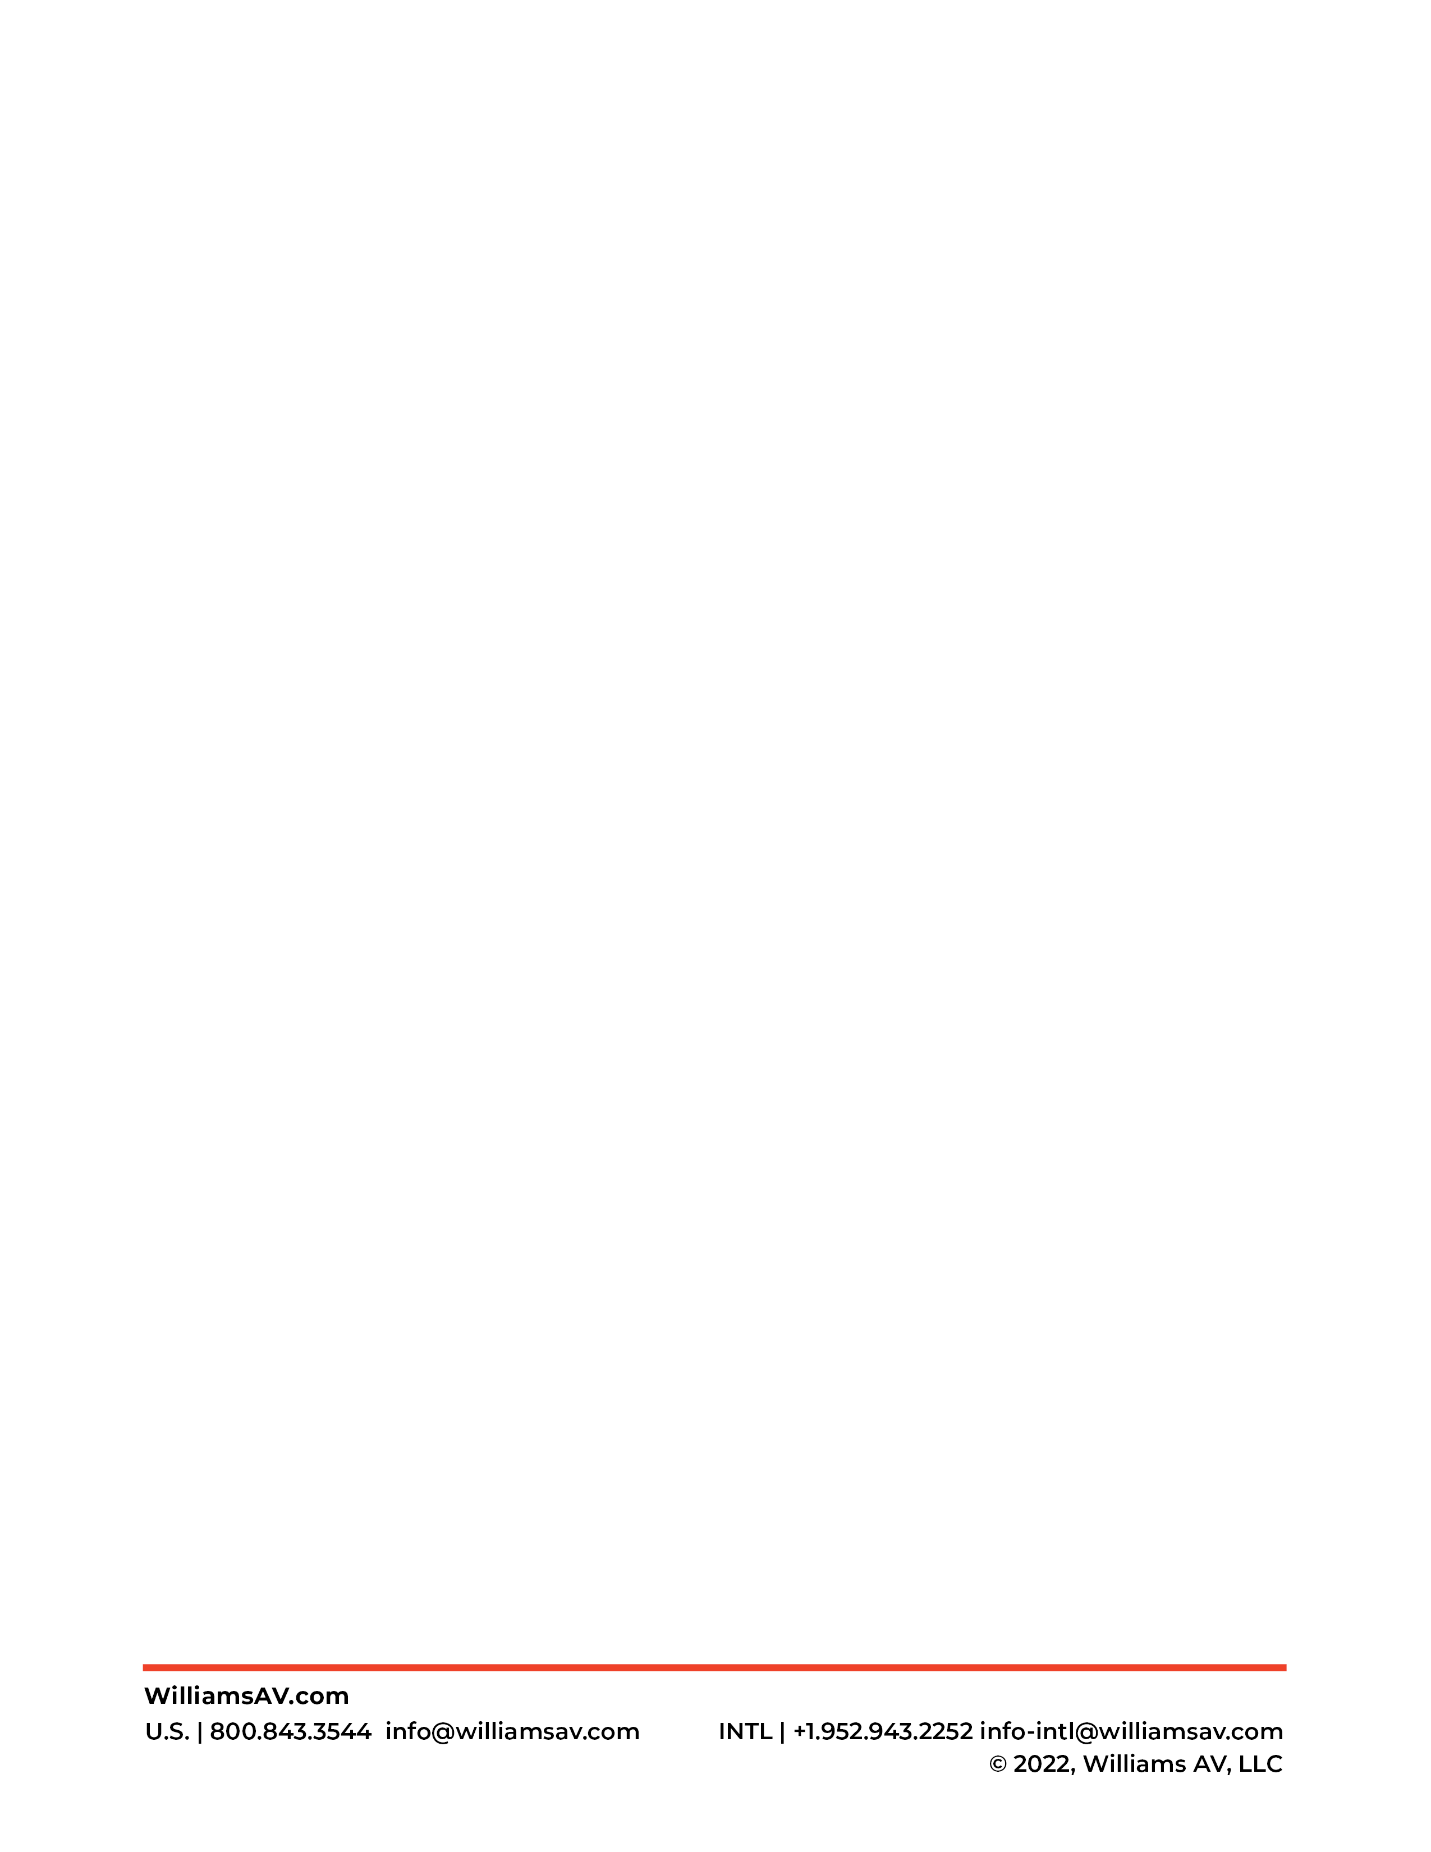 WilliamsAV.com
U.S. | 800.843.3544  info@williamsav.com
INTL | +1.952.943.2252 info-intl@williamsav.com
© 2022, Williams AV, LLC